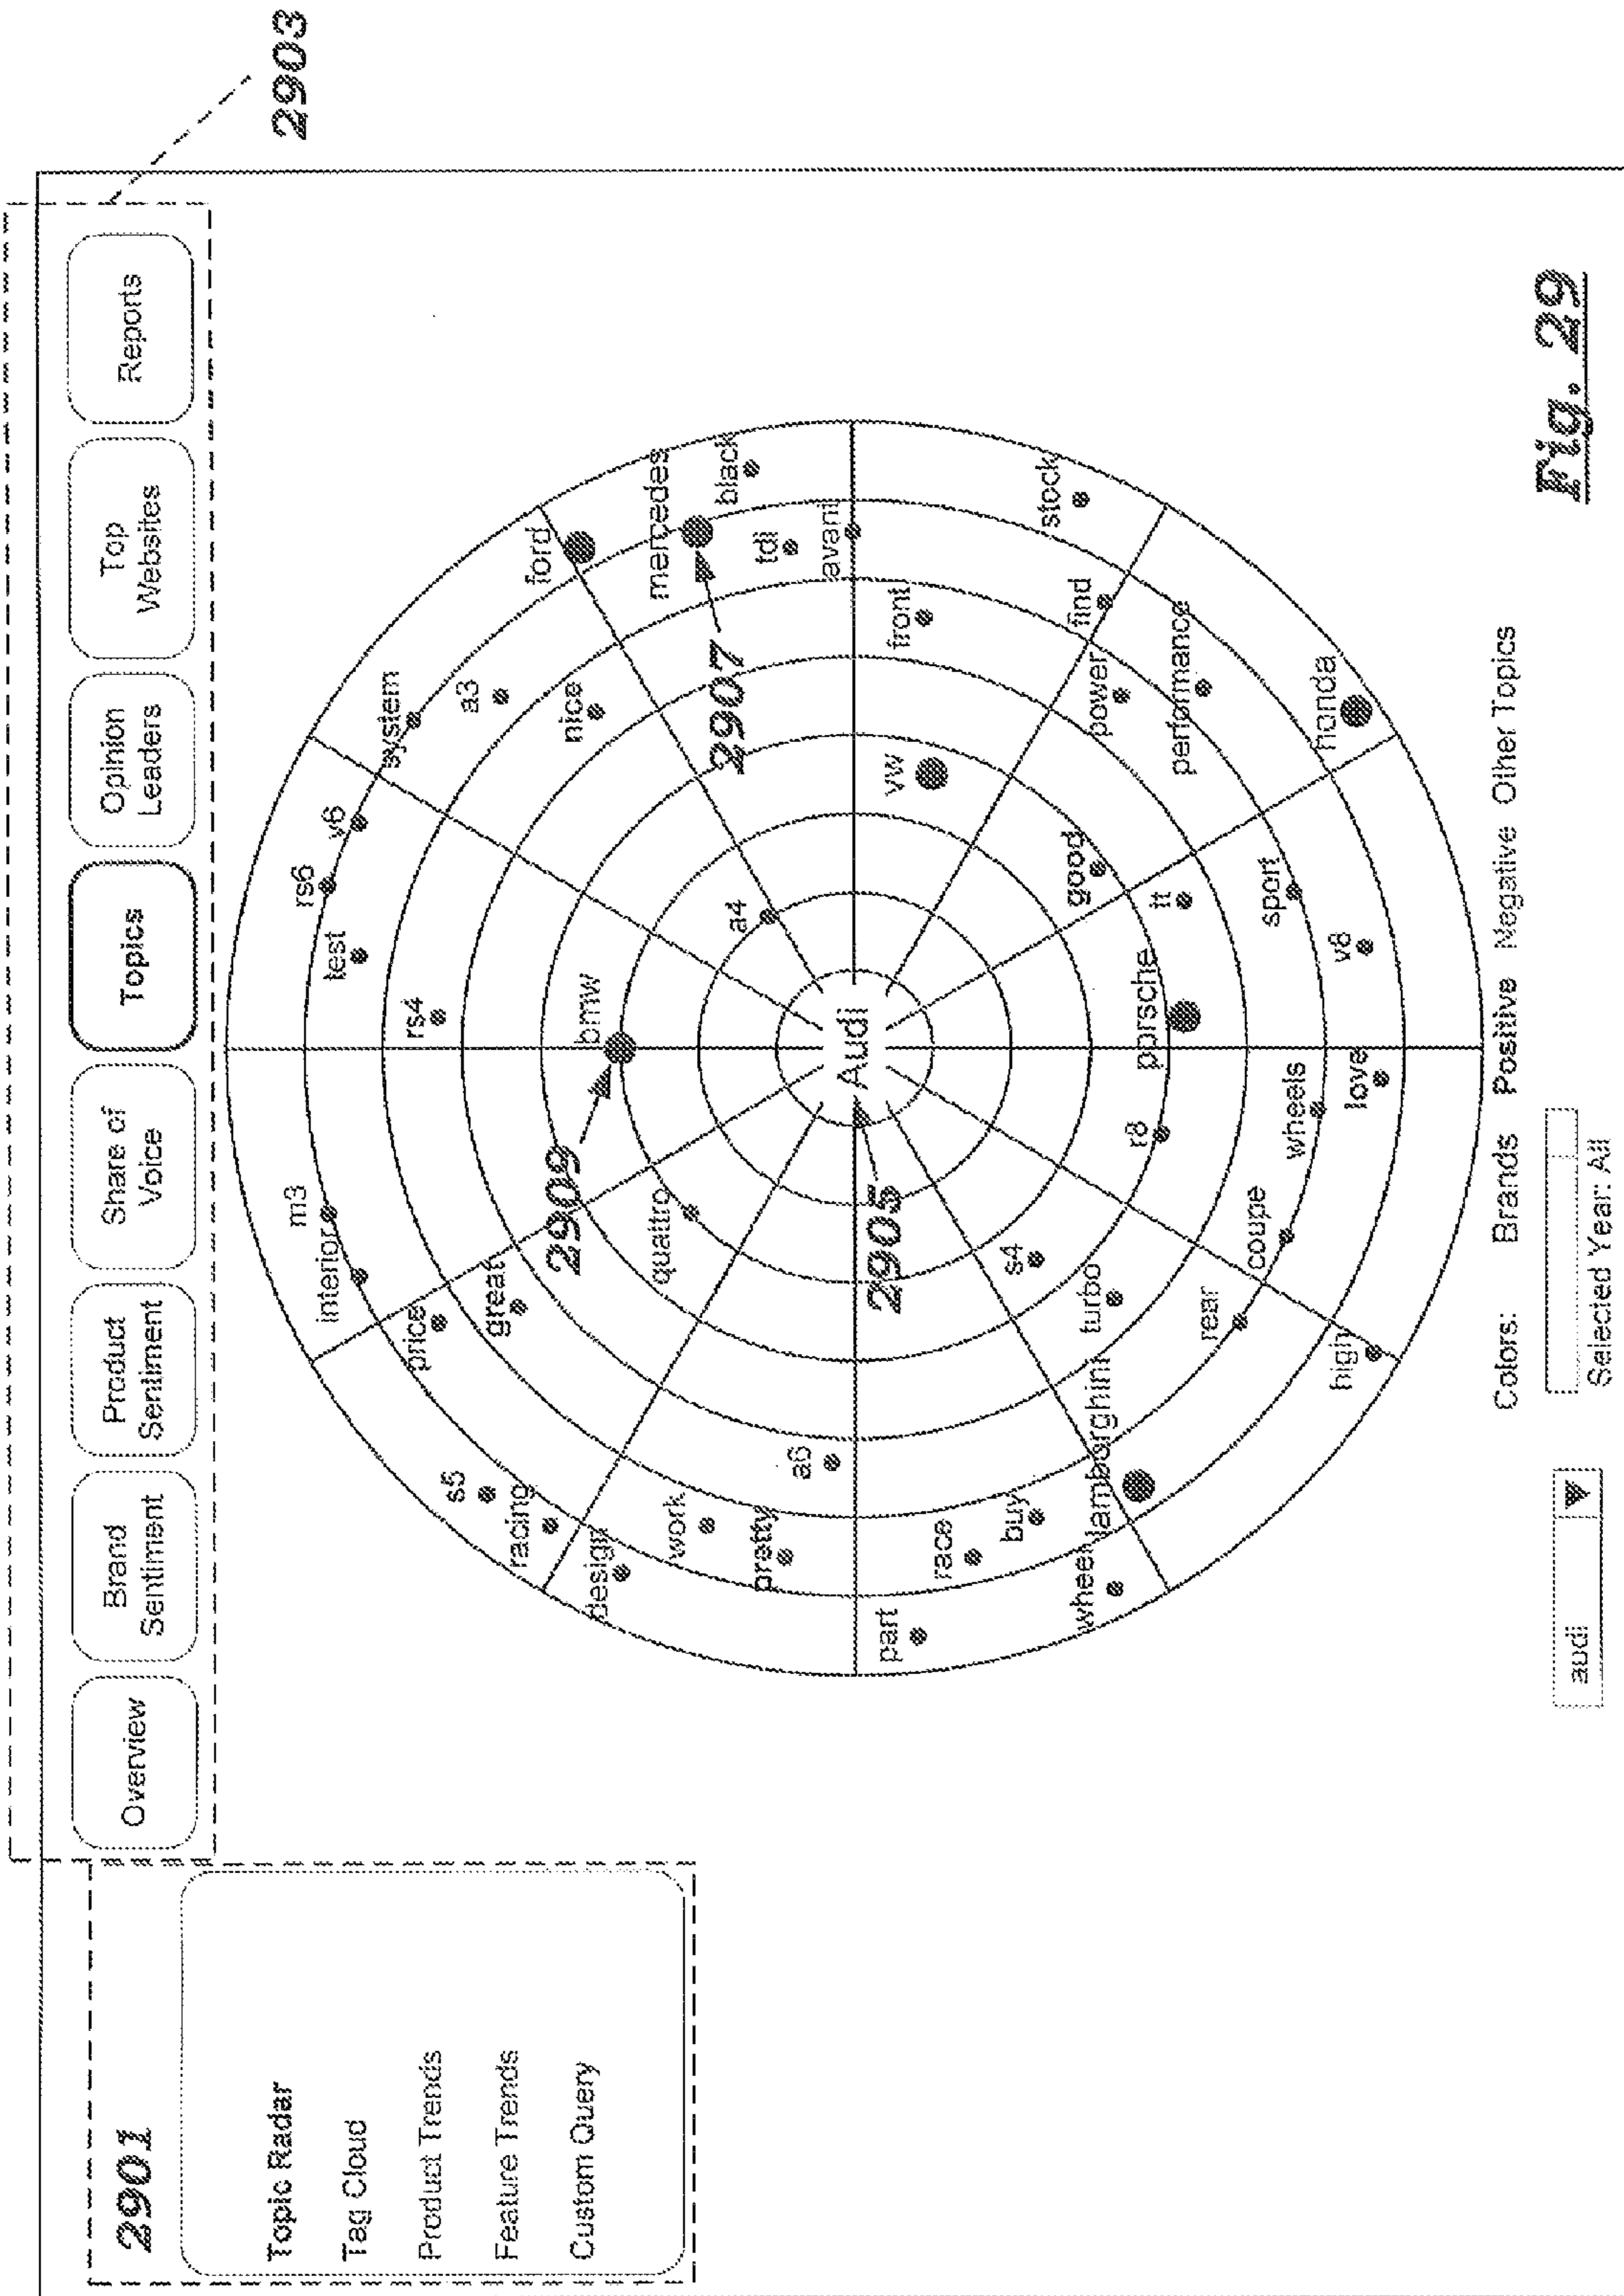 2901
Topic Radar
Tag Cloud
Product Trends
Feature Trends
Custom Query
Overview
Brand
Sentiment
Product
Sentiment
Share of
Voice
Topics
Opinion
Leaders
Top
Websites
Reports
2903
m3
interior
rs6
v6
test
system
price
rs4
a3
s5
great
nice
ford
racing
design
2909
bmw
mercedes
work
quattro
2907
black
pretty
a4
tdi
a6
avant
Audi
part
2905
vw
front
race
s4
buy
stock
turbo
good
power
find
lamborghini
wheel
r8
porsche
tt
performance
rear
coupe
wheels
sport
high
love
v8
honda
Colors:
Brands
Positive
Negative
Other Topics
audi
Selected Year: All
Fig. 29